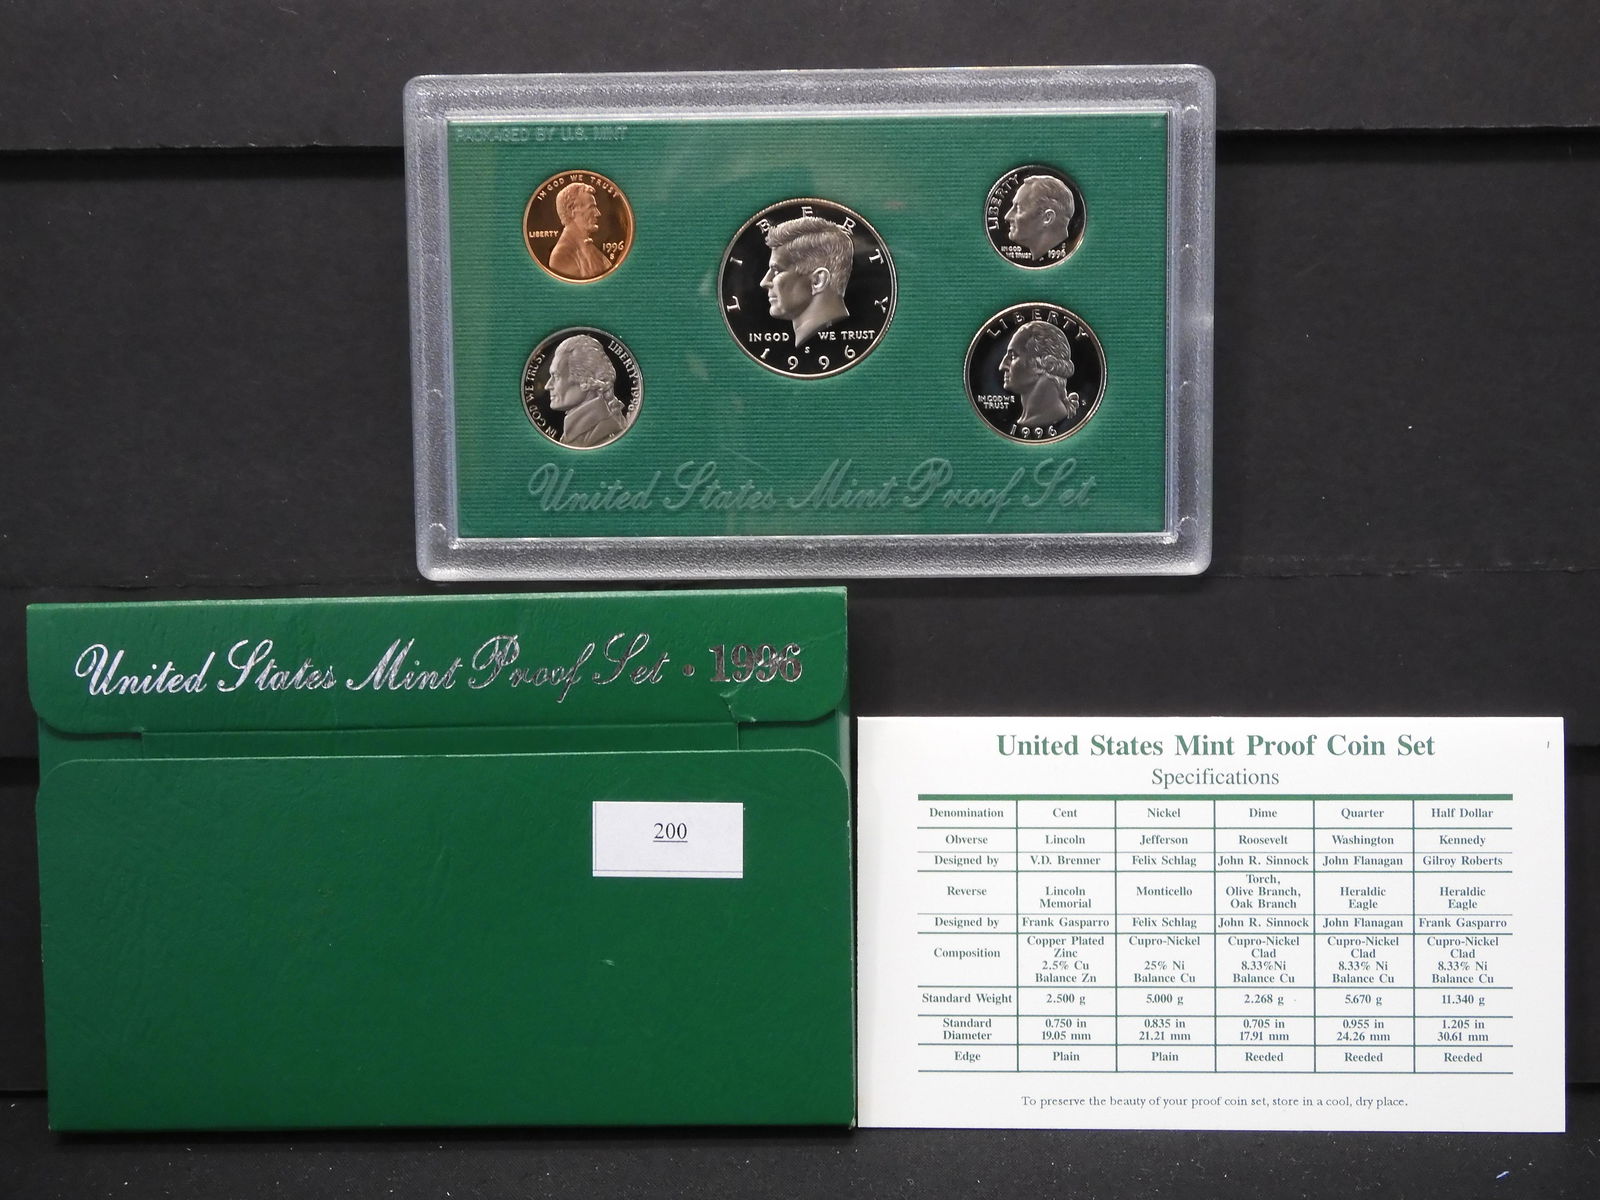 PACKAGED BY U.S. MINT
IN GOD WE TRUST
LIBERTY
1996
S
LIBERTY
IN GOD WE TRUST
S
1996
LIBERTY
IN GOD
WE TRUST
1996
IN GOD WE TRUST
LIBERTY · 1996
LIBERTY
IN GOD WE
TRUST
S
1996
United States Mint Proof Set
United States Mint Proof Set · 1996
200
United States Mint Proof Coin Set
Specifications
Denomination Cent Nickel Dime Quarter Half Dollar
Obverse Lincoln Jefferson Roosevelt Washington Kennedy
Designed by V.D. Brenner Felix Schlag John R. Sinnock John Flanagan Gilroy Roberts
Reverse Lincoln Memorial Monticello Torch, Olive Branch, Oak Branch Heraldic Eagle Heraldic Eagle
Designed by Frank Gasparro Felix Schlag John R. Sinnock John Flanagan Frank Gasparro
Composition Copper Plated Zinc 2.5% Cu Balance Zn Cupro-Nickel 25% Ni Balance Cu Cupro-Nickel Clad 8.33%Ni Balance Cu Cupro-Nickel Clad 8.33% Ni Balance Cu Cupro-Nickel Clad 8.33% Ni Balance Cu
Standard Weight 2.500 g 5.000 g 2.268 g 5.670 g 11.340 g
Standard Diameter 0.750 in 19.05 mm 0.835 in 21.21 mm 0.705 in 17.91 mm 0.955 in 24.26 mm 1.205 in 30.61 mm
Edge Plain Plain Reeded Reeded Reeded
To preserve the beauty of your proof coin set, store in a cool, dry place.